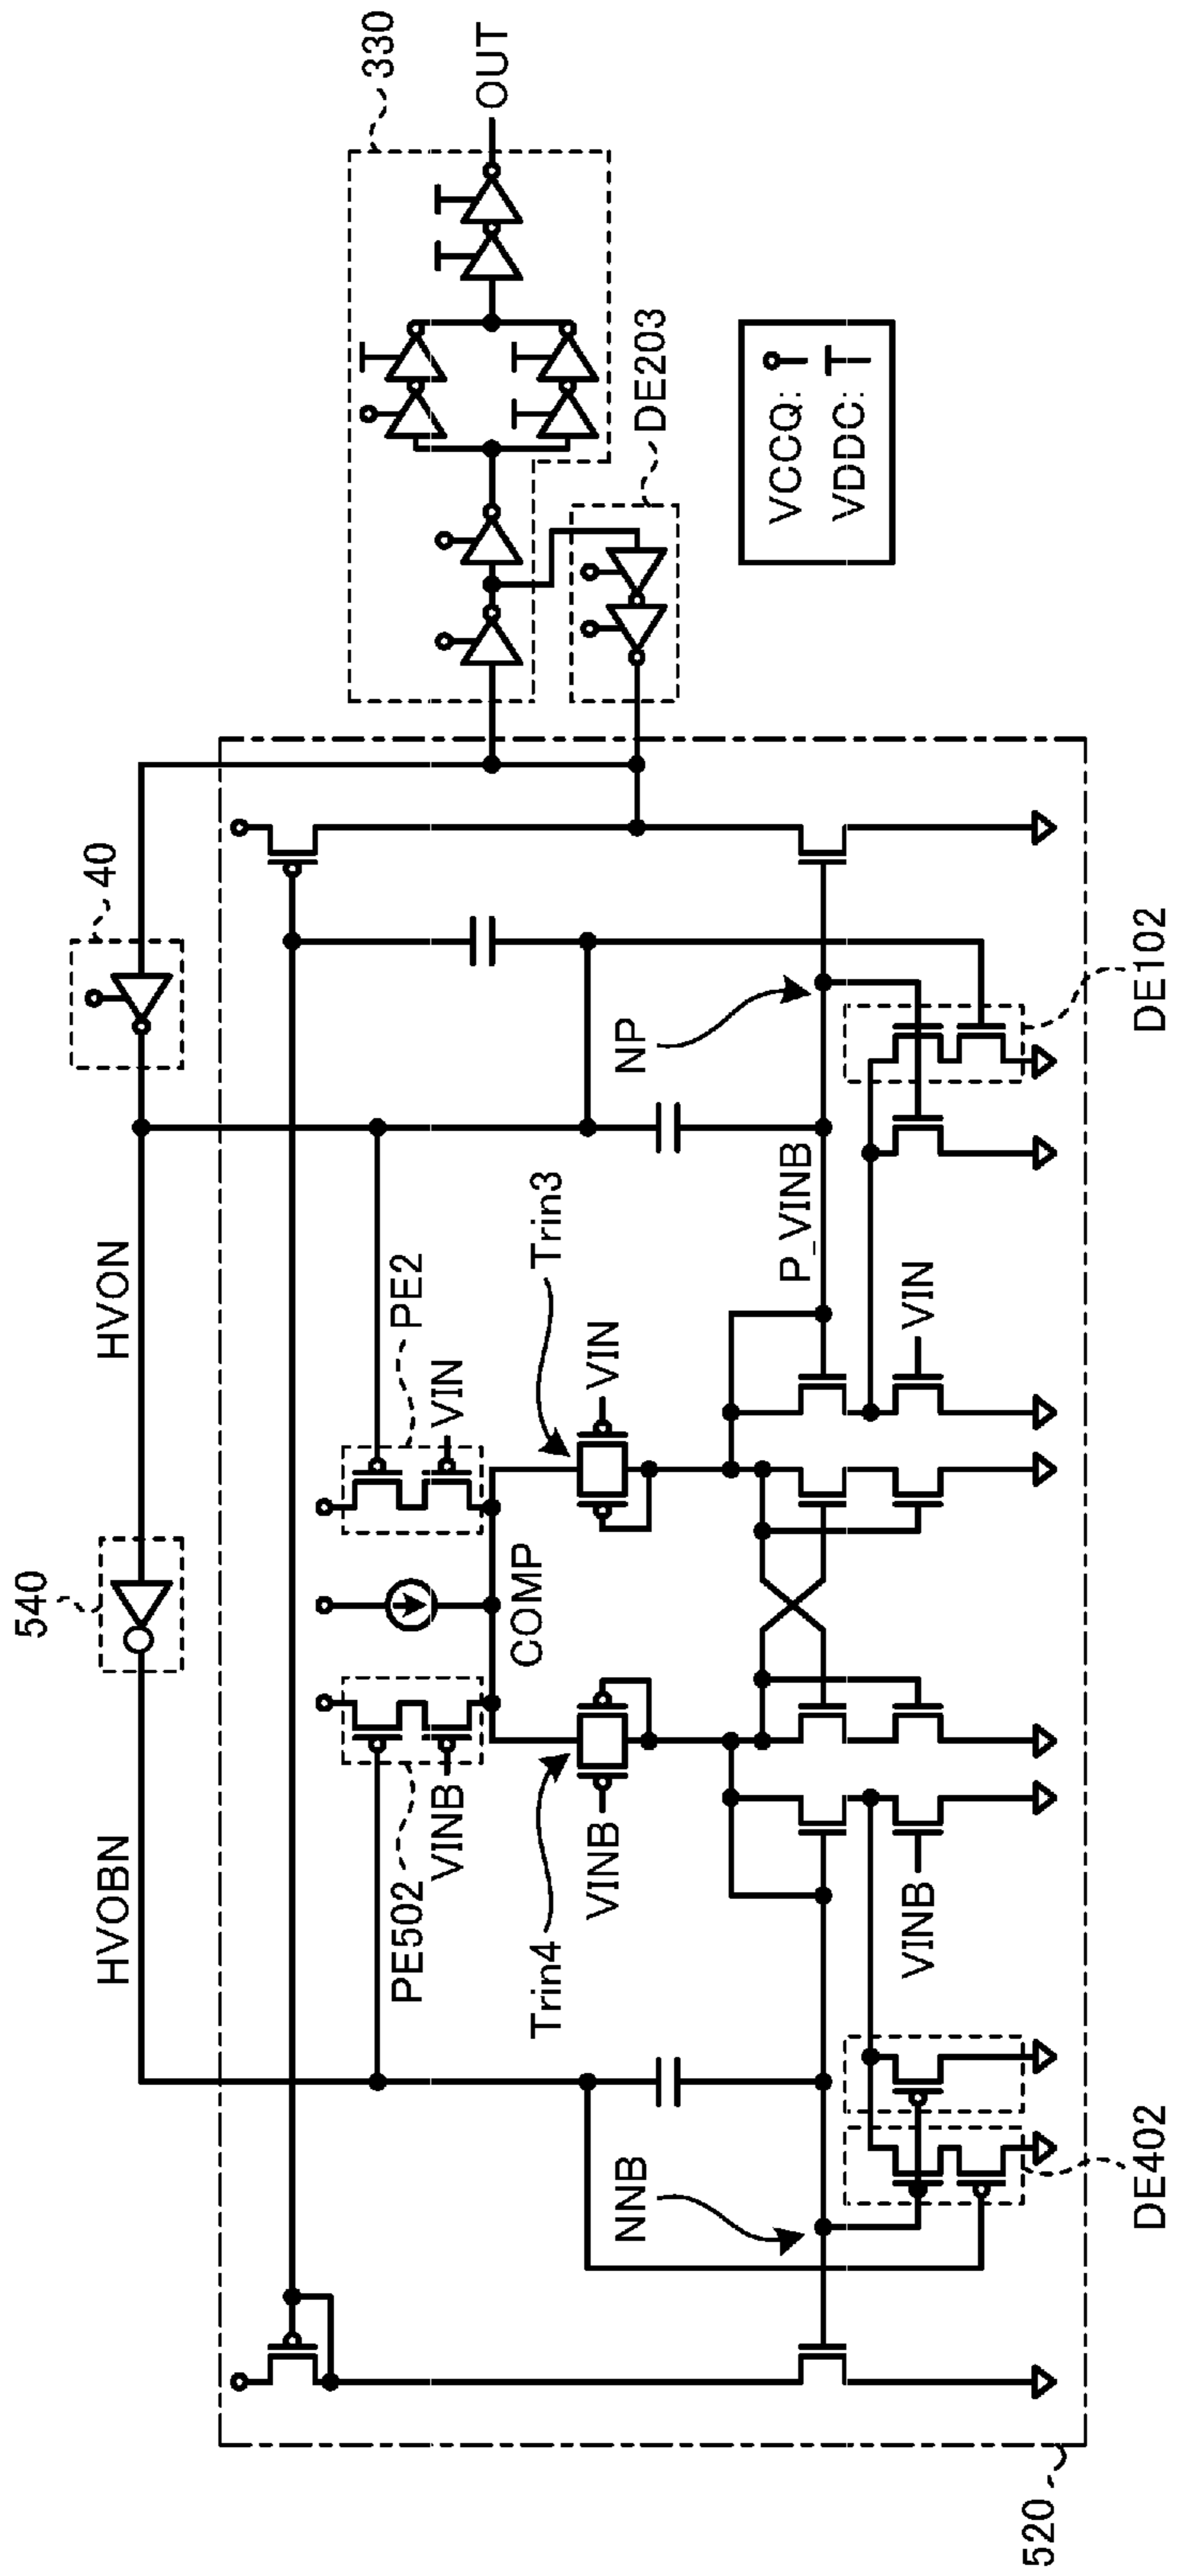 540
40
HVOBN
HVON
330
OUT
PE502
VINB
PE2
VIN
COMP
DE203
Trin4
VINB
Trin3
VIN
NNB
NP
P_VINB
VCCQ:
VDDC:
VINB
VIN
DE402
DE102
520